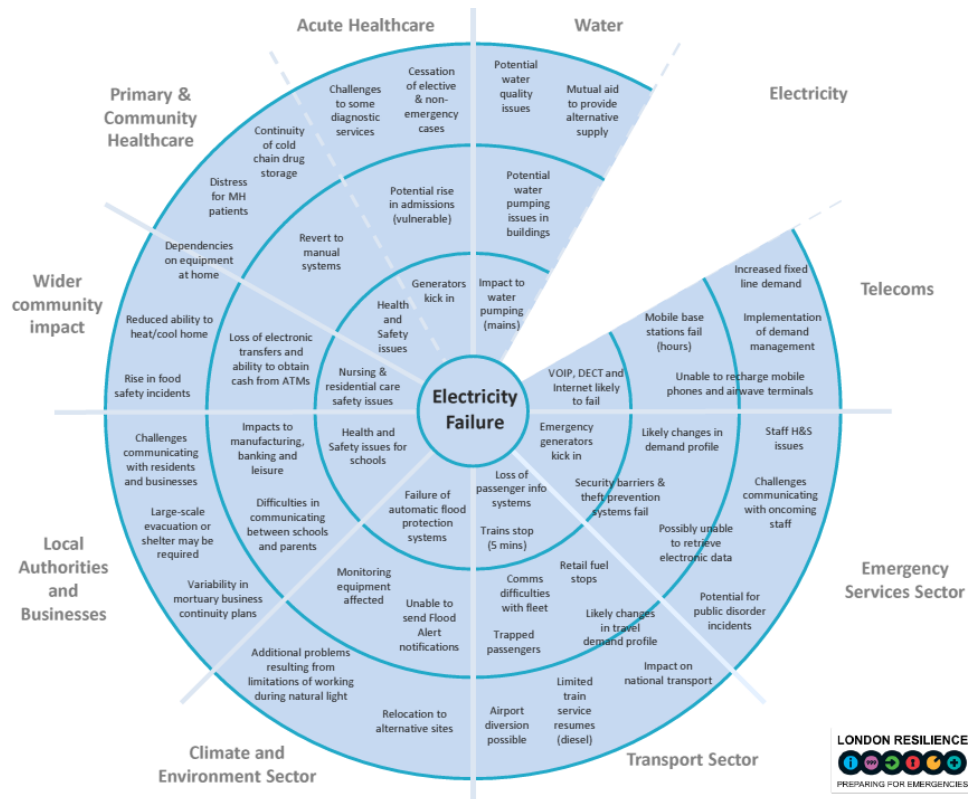 Acute Healthcare
Water
Electricity
Telecoms
Emergency
Services Sector
Transport Sector
Climate and
Environment Sector
Local
Authorities
and
Businesses
Wider
community
impact
Primary &
Community
Healthcare
Electricity
Failure
Challenges
to some
diagnostic
services
Cessation
of elective
& non-
emergency
cases
Potential rise
in admissions
(vulnerable)
Generators
kick in
Potential
water
quality
issues
Mutual aid
to provide
alternative
supply
Potential
water
pumping
issues in
buildings
Impact to
water
pumping
(mains)
Increased fixed
line demand
Implementation
of demand
management
Mobile base
stations fail
(hours)
Unable to recharge mobile
phones and airwave terminals
VOIP, DECT and
Internet likely
to fail
Emergency
generators
kick in
Likely changes in
demand profile
Staff H&S
issues
Challenges
communicating
with oncoming
staff
Security barriers &
theft prevention
systems fail
Possibly unable
to retrieve
electronic data
Potential for
public disorder
incidents
Loss of
passenger info
systems
Trains stop
(5 mins)
Retail fuel
stops
Comms
difficulties
with fleet
Likely changes
in travel
demand profile
Trapped
passengers
Impact on
national transport
Limited
train
service
resumes
(diesel)
Airport
diversion
possible
Failure of
automatic flood
protection
systems
Monitoring
equipment
affected
Unable to
send Flood
Alert
notifications
Additional problems
resulting from
limitations of working
during natural light
Relocation to
alternative sites
Health and
Safety issues for
schools
Impacts to
manufacturing,
banking and
leisure
Difficulties in
communicating
between schools
and parents
Challenges
communicating
with residents
and businesses
Large-scale
evacuation or
shelter may be
required
Variability in
mortuary business
continuity plans
Nursing &
residential care
safety issues
Loss of electronic
transfers and
ability to obtain
cash from ATMs
Reduced ability to
heat/cool home
Rise in food
safety incidents
Dependencies
on equipment
at home
Distress
for MH
patients
Continuity
of cold
chain drug
storage
Revert to
manual
systems
Health
and
Safety
issues
LONDON RESILIENCE
PREPARING FOR EMERGENCIES